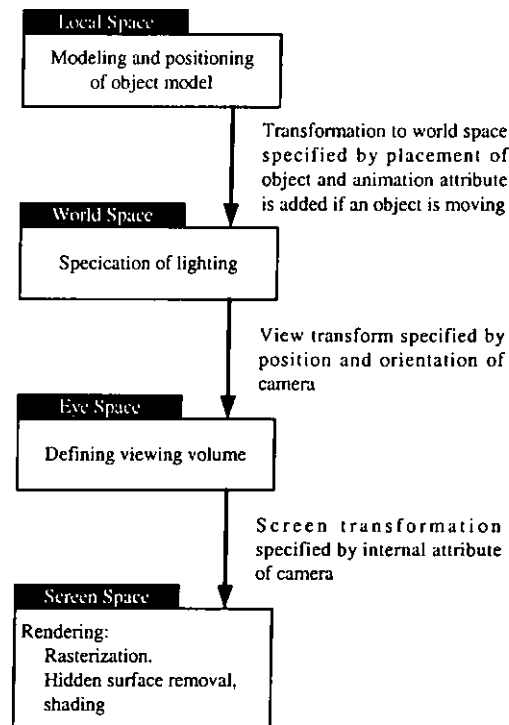 Local Space
Modeling and positioning
of object model
Transformation to world space
specified by placement of
object and animation attribute
is added if an object is moving
World Space
Specication of lighting
View transform specified by
position and orientation of
camera
Eye Space
Defining viewing volume
Screen transformation
specified by internal attribute
of camera
Screen Space
Rendering:
Rasterization.
Hidden surface removal,
shading